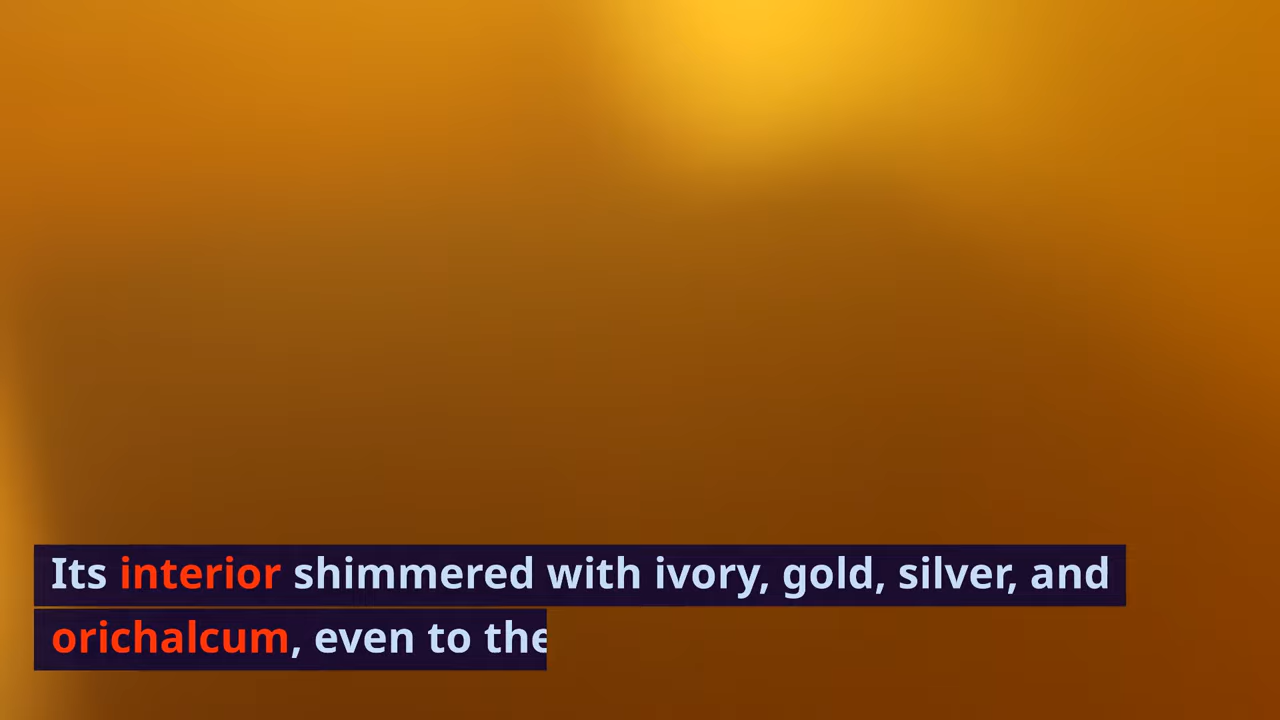 Its interior shimmered with ivory, gold, silver, and
orichalcum, even to the